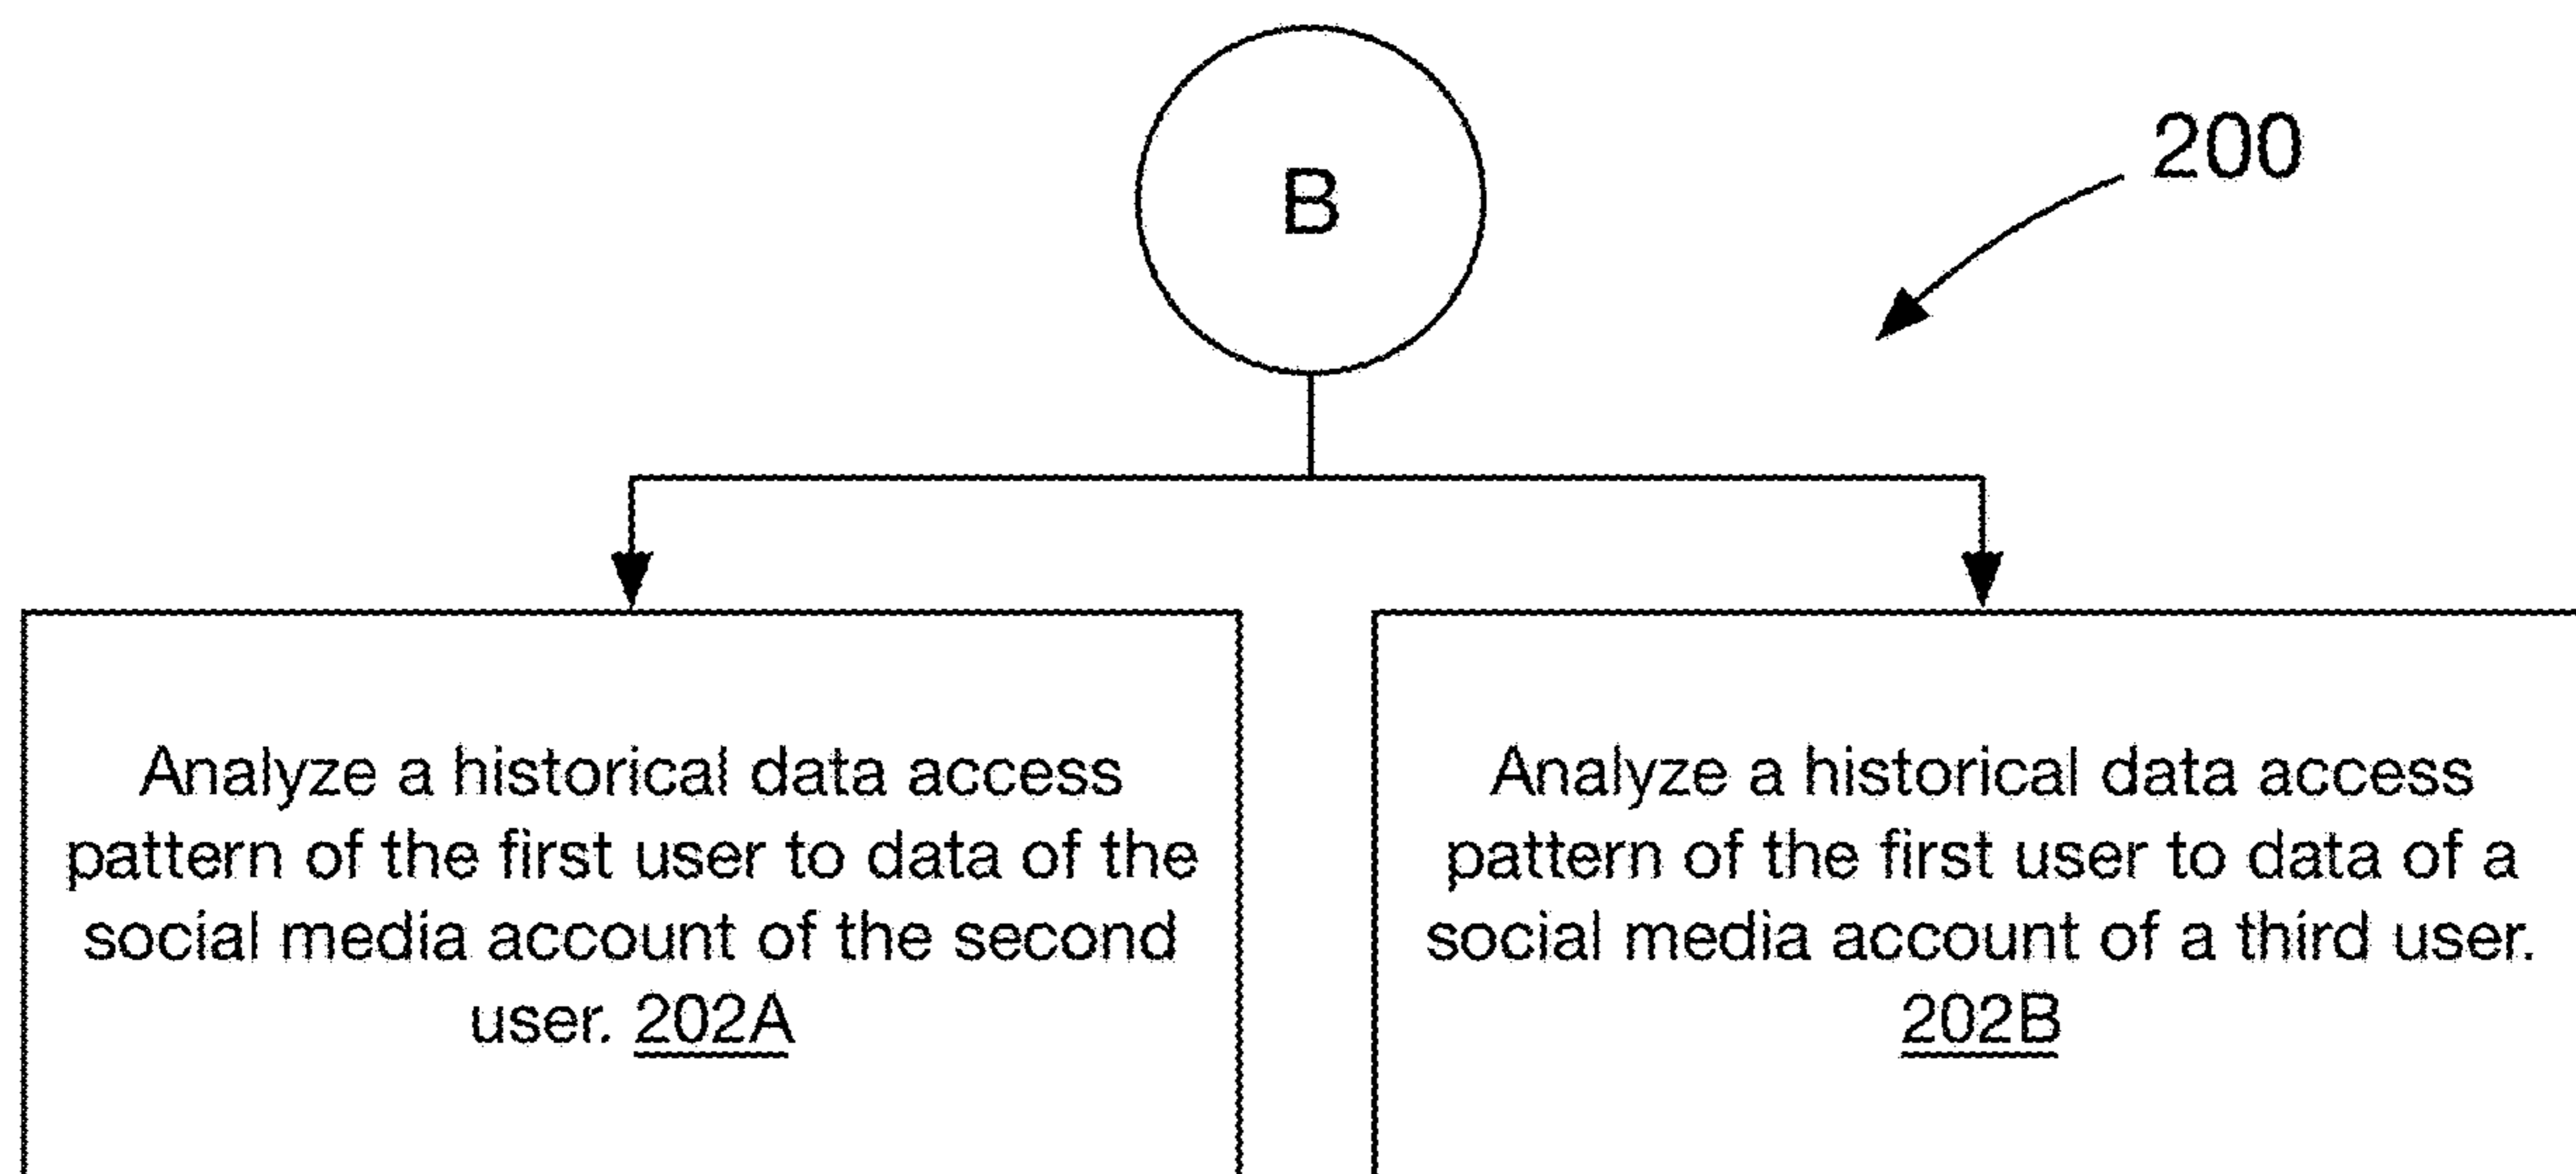 B
200
Analyze a historical data access
pattern of the first user to data of the
social media account of the second
user. 202A
Analyze a historical data access
pattern of the first user to data of a
social media account of a third user.
202B